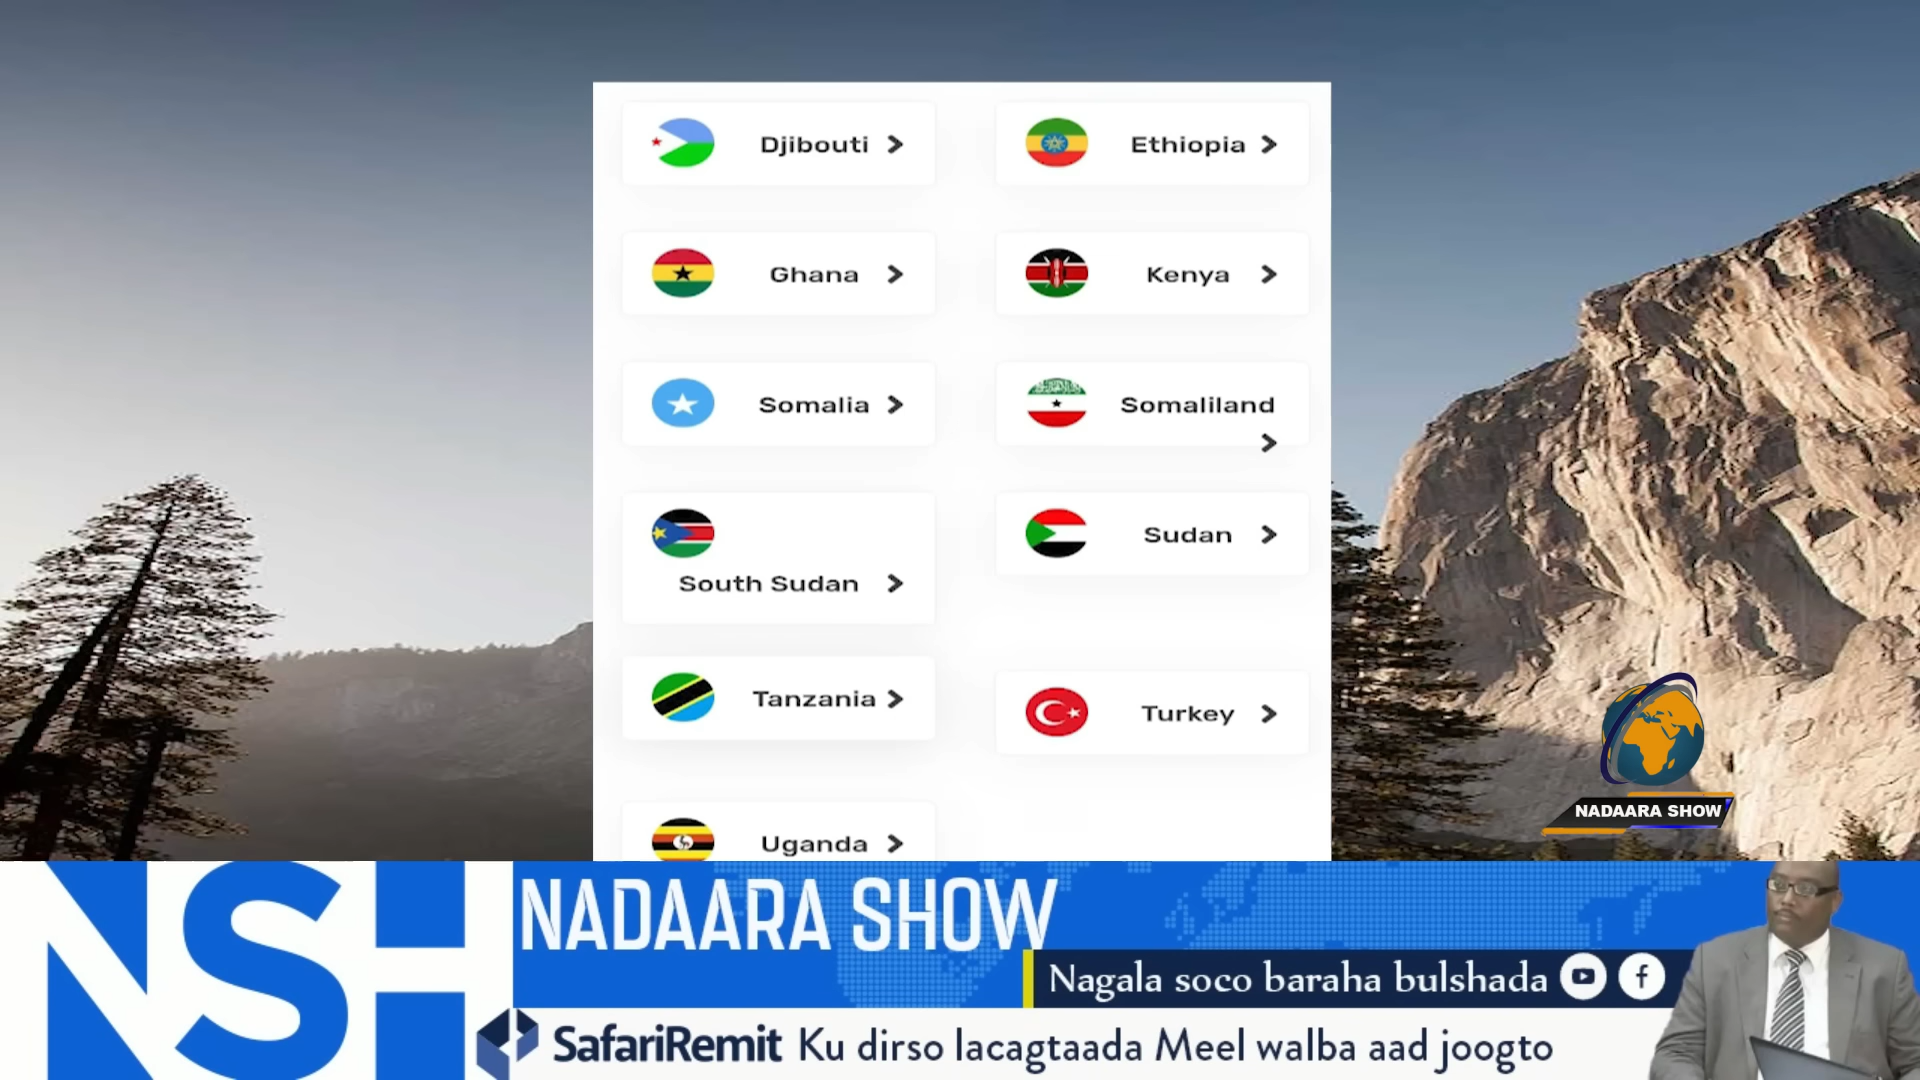 Djibouti
Ethiopia
Ghana
Kenya
Somalia
Somaliland
South Sudan
Sudan
Tanzania
Turkey
Uganda
NADAARA SHOW
NSH
NADAARA SHOW
Nagala soco baraha bulshada
SafariRemit Ku dirso lacagtaada Meel walba aad joogto